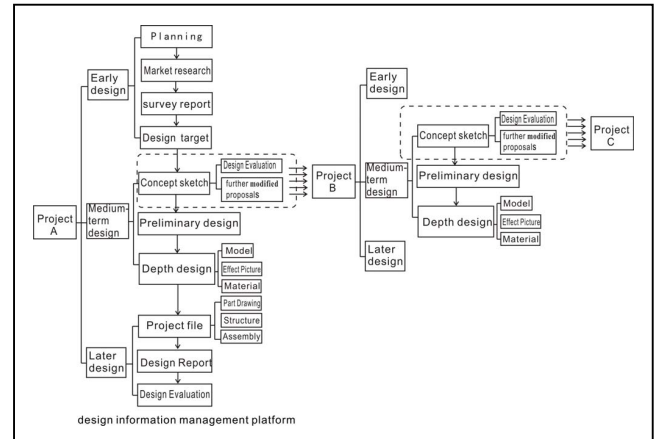 Planning
Market research
survey report
Design target
Early
design
Concept sketch
Design Evaluation
further modified
proposals
Project
A
Medium-
term
design
Preliminary design
Depth design
Model
Effect Picture
Material
Project file
Part Drawing
Structure
Assembly
Later
design
Design Report
Design Evaluation
design information management platform
Project
B
Early
design
Medium-
term
design
Concept sketch
Design Evaluation
further modified
proposals
Preliminary design
Depth design
Model
Effect Picture
Material
Later
design
Project
C